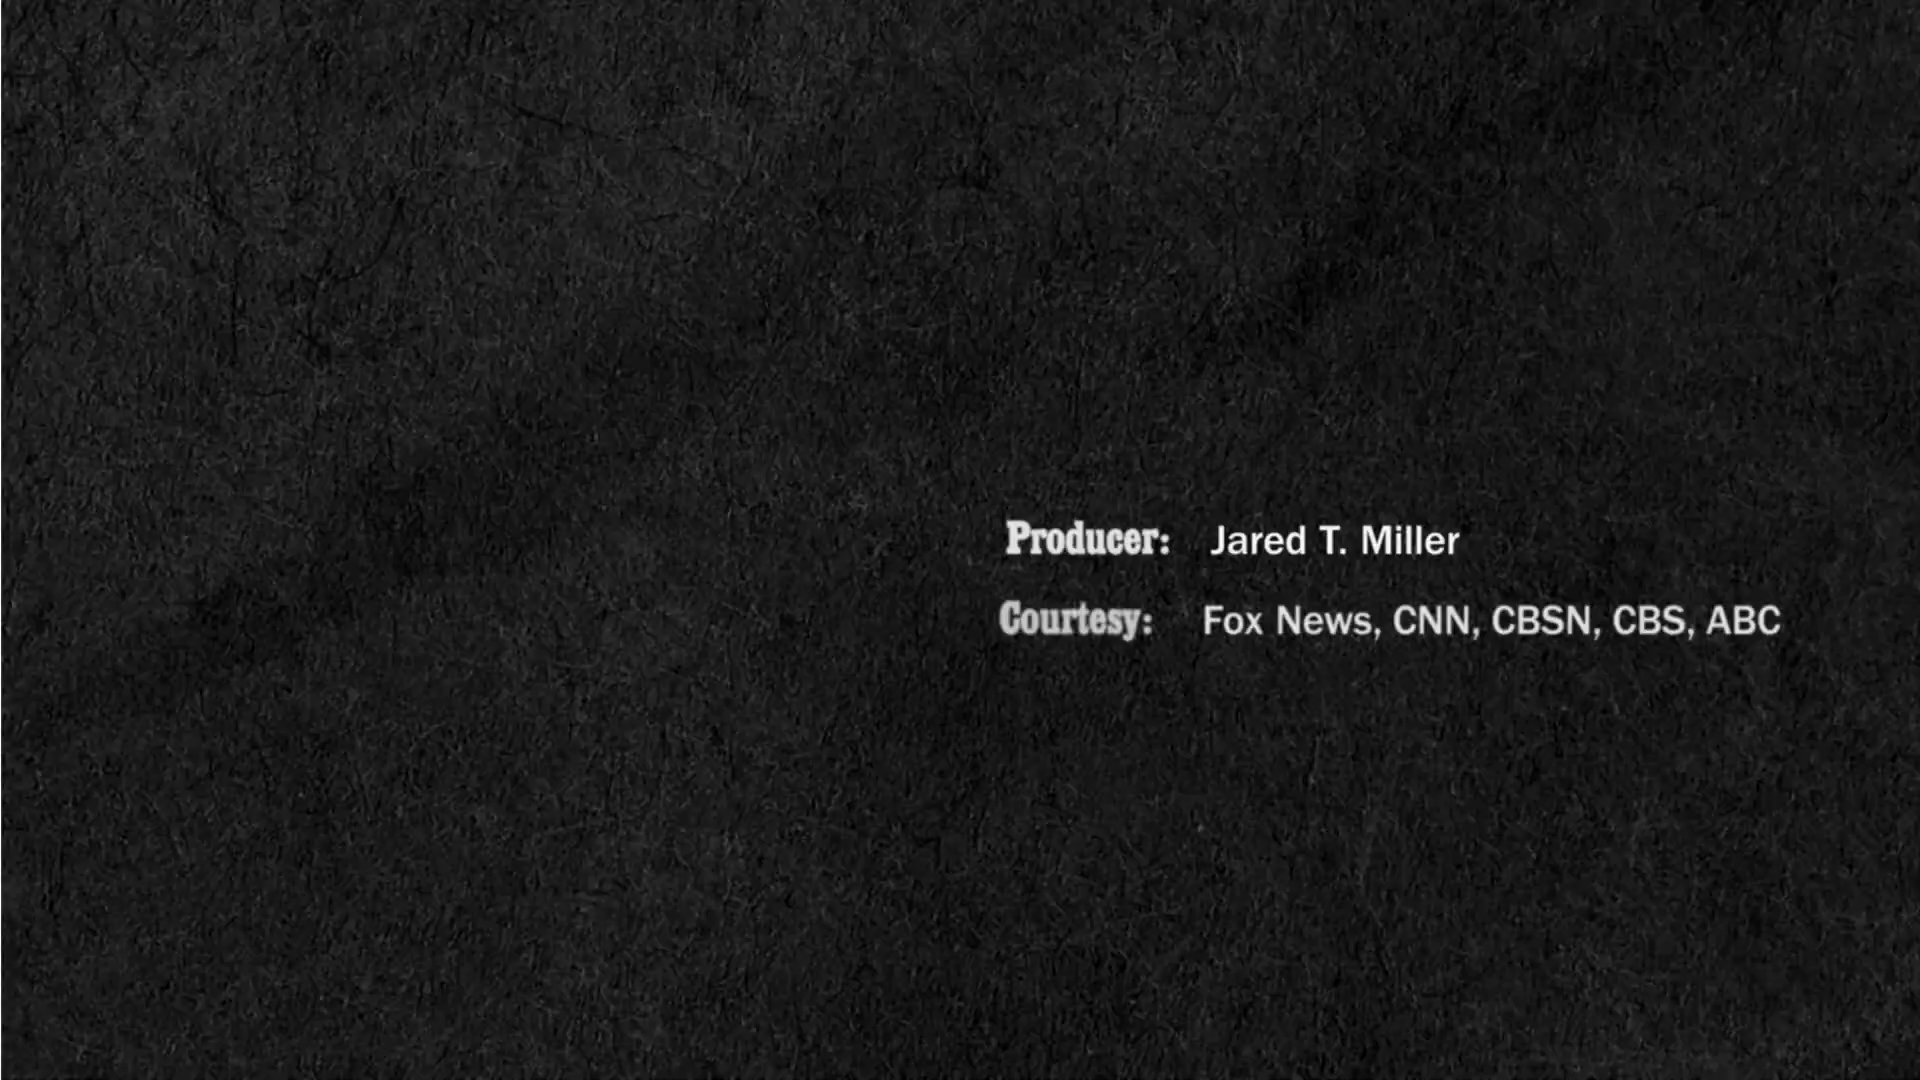 Producer: Jared T. Miller
Courtesy: Fox News, CNN, CBSN, CBS, ABC